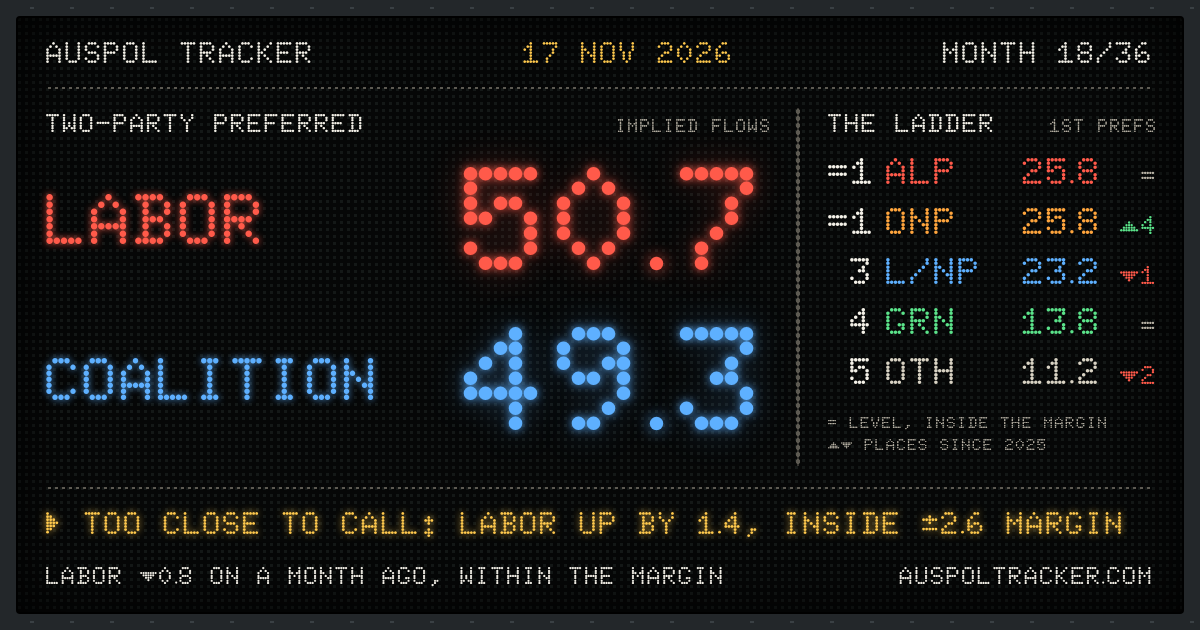 AUSPOL TRACKER 17 NOV 2026 MONTH 18/36
TWO-PARTY PREFERRED IMPLIED FLOWS
LABOR 50.7
COALITION 49.3
THE LADDER 1ST PREFS
=1 ALP 25.8 =
=1 ONP 25.8 ▲4
3 L/NP 23.2 ▼1
4 GRN 13.8 =
5 OTH 11.2 ▼2
= LEVEL, INSIDE THE MARGIN
▲▼ PLACES SINCE 2025
▶ TOO CLOSE TO CALL: LABOR UP BY 1.4, INSIDE ±2.6 MARGIN
LABOR ▼0.8 ON A MONTH AGO, WITHIN THE MARGIN AUSPOLTRACKER.COM